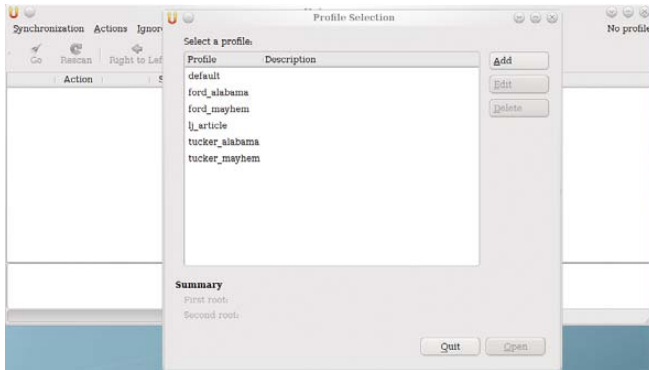 Profile Selection
Synchronization Actions Ignor
No profile
Go Rescan Right to Lef
Action S
Select a profile:
Profile Description
default
ford_alabama
ford_mayhem
lj_article
tucker_alabama
tucker_mayhem
Add
Edit
Delete
Summary
First root:
Second root:
Quit Open